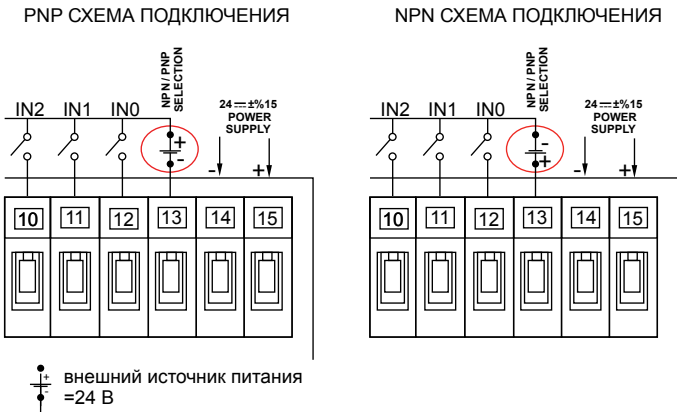 PNP СХЕМА ПОДКЛЮЧЕНИЯ
NPN / PNP
SELECTION
IN2 IN1 IN0
24 ⎓ ±%15
POWER
SUPPLY
+
-
- +
10 11 12 13 14 15
+
-
внешний источник питания
=24 В
NPN СХЕМА ПОДКЛЮЧЕНИЯ
NPN / PNP
SELECTION
IN2 IN1 IN0
24 ⎓ ±%15
POWER
SUPPLY
-
+
- +
10 11 12 13 14 15